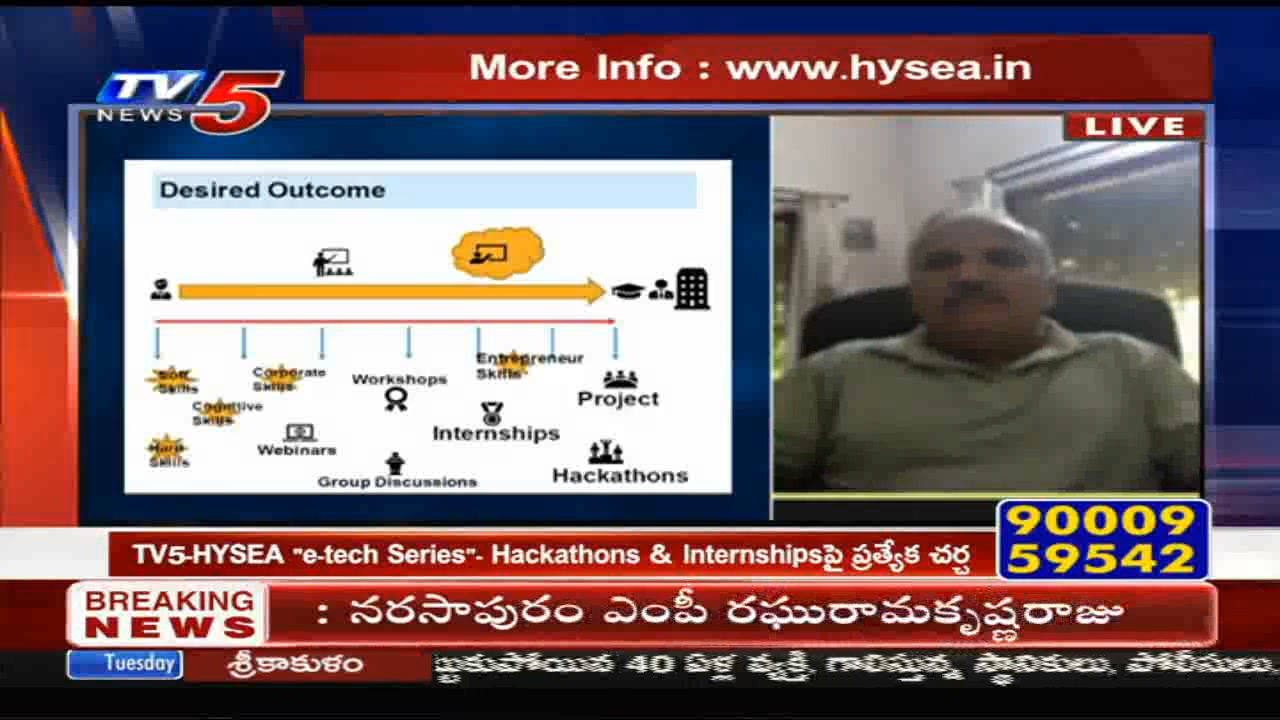 More Info : www.hysea.in
TV5
NEWS
LIVE
Desired Outcome
Soft
Skills
Corporate
Skills
Cognitive
Skills
Hard
Skills
Workshops
Webinars
Group Discussions
Entrepreneur
Skills
Internships
Project
Hackathons
90009
59542
TV5-HYSEA "e-tech Series"- Hackathons & Internshipsపై ప్రత్యేక చర్చ
BREAKING
NEWS
: నరసాపురం ఎంపీ రఘురామకృష్ణరాజు
Tuesday
శ్రీకాకుళం
40 ఏళ్ల వ్యక్తి